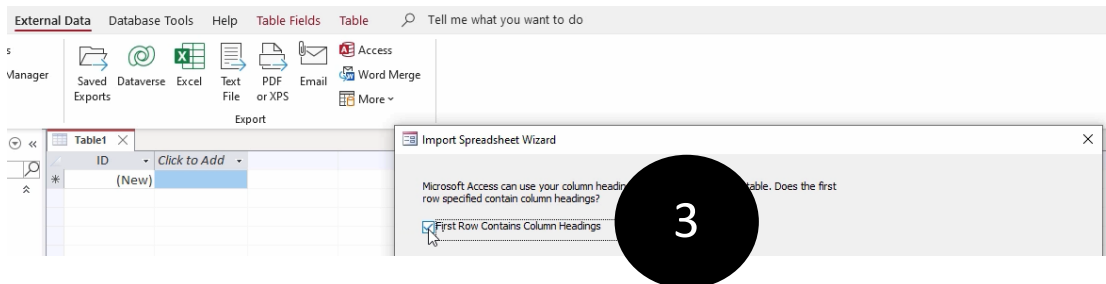 External Data Database Tools Help Table Fields Table Tell me what you want to do
s
Manager
Saved Exports
Dataverse
Excel
Text File
PDF or XPS
Email
Access
Word Merge
More
Export
Table1
ID Click to Add
* (New)
Import Spreadsheet Wizard
Microsoft Access can use your column table. Does the first
row specified contain column headings?
First Row Contains Column Headings
3